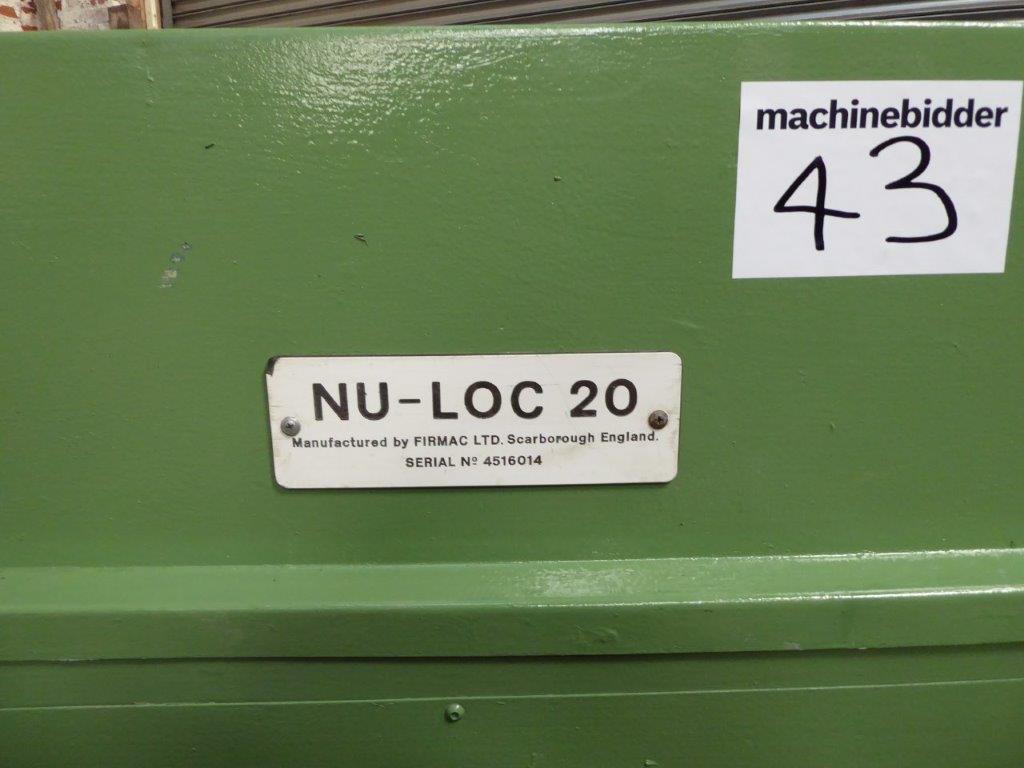 machinebidder
43
NU-LOC 20
Manufactured by FIRMAC LTD. Scarborough England.
SERIAL Nº 4516014